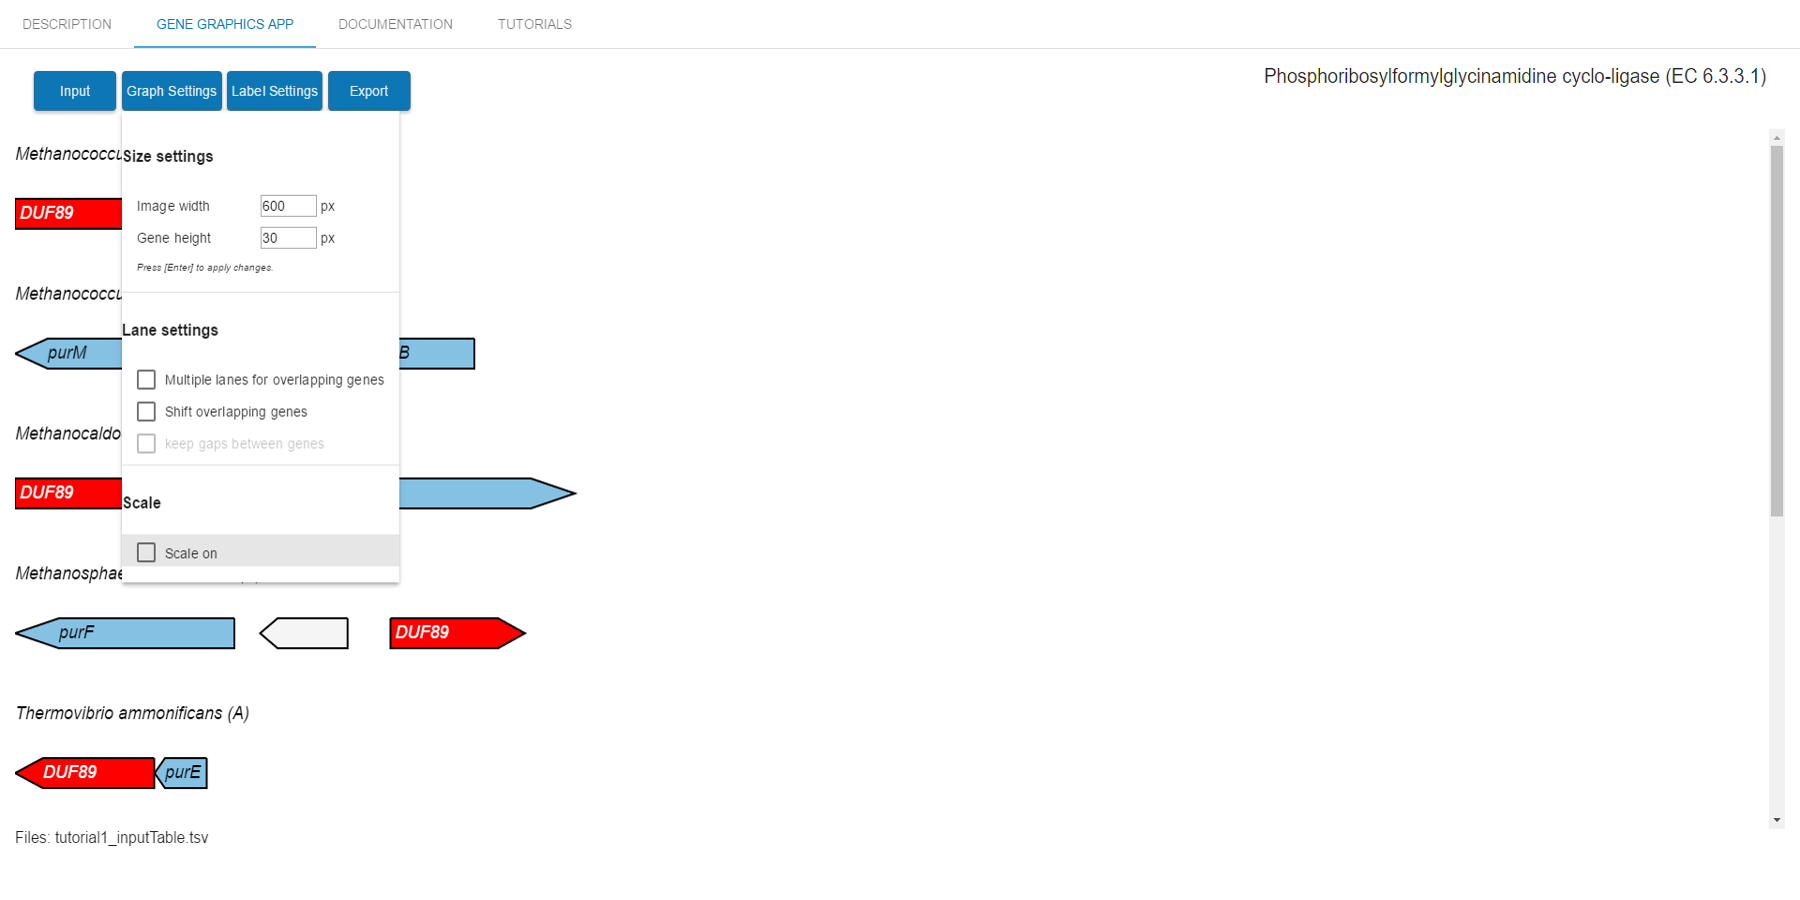 DESCRIPTION GENE GRAPHICS APP DOCUMENTATION TUTORIALS
Phosphoribosylformylglycinamidine cyclo-ligase (EC 6.3.3.1)
Input Graph Settings Label Settings Export
Methanococcu
Size settings
Image width 600 px
DUF89
Gene height 30 px
Press [Enter] to apply changes.
Methanococcu
Lane settings
purM B
Multiple lanes for overlapping genes
Shift overlapping genes
Methanocaldo
keep gaps between genes
DUF89
Scale
Scale on
Methanosphae
purF DUF89
Thermovibrio ammonificans (A)
DUF89 purE
Files: tutorial1_inputTable.tsv